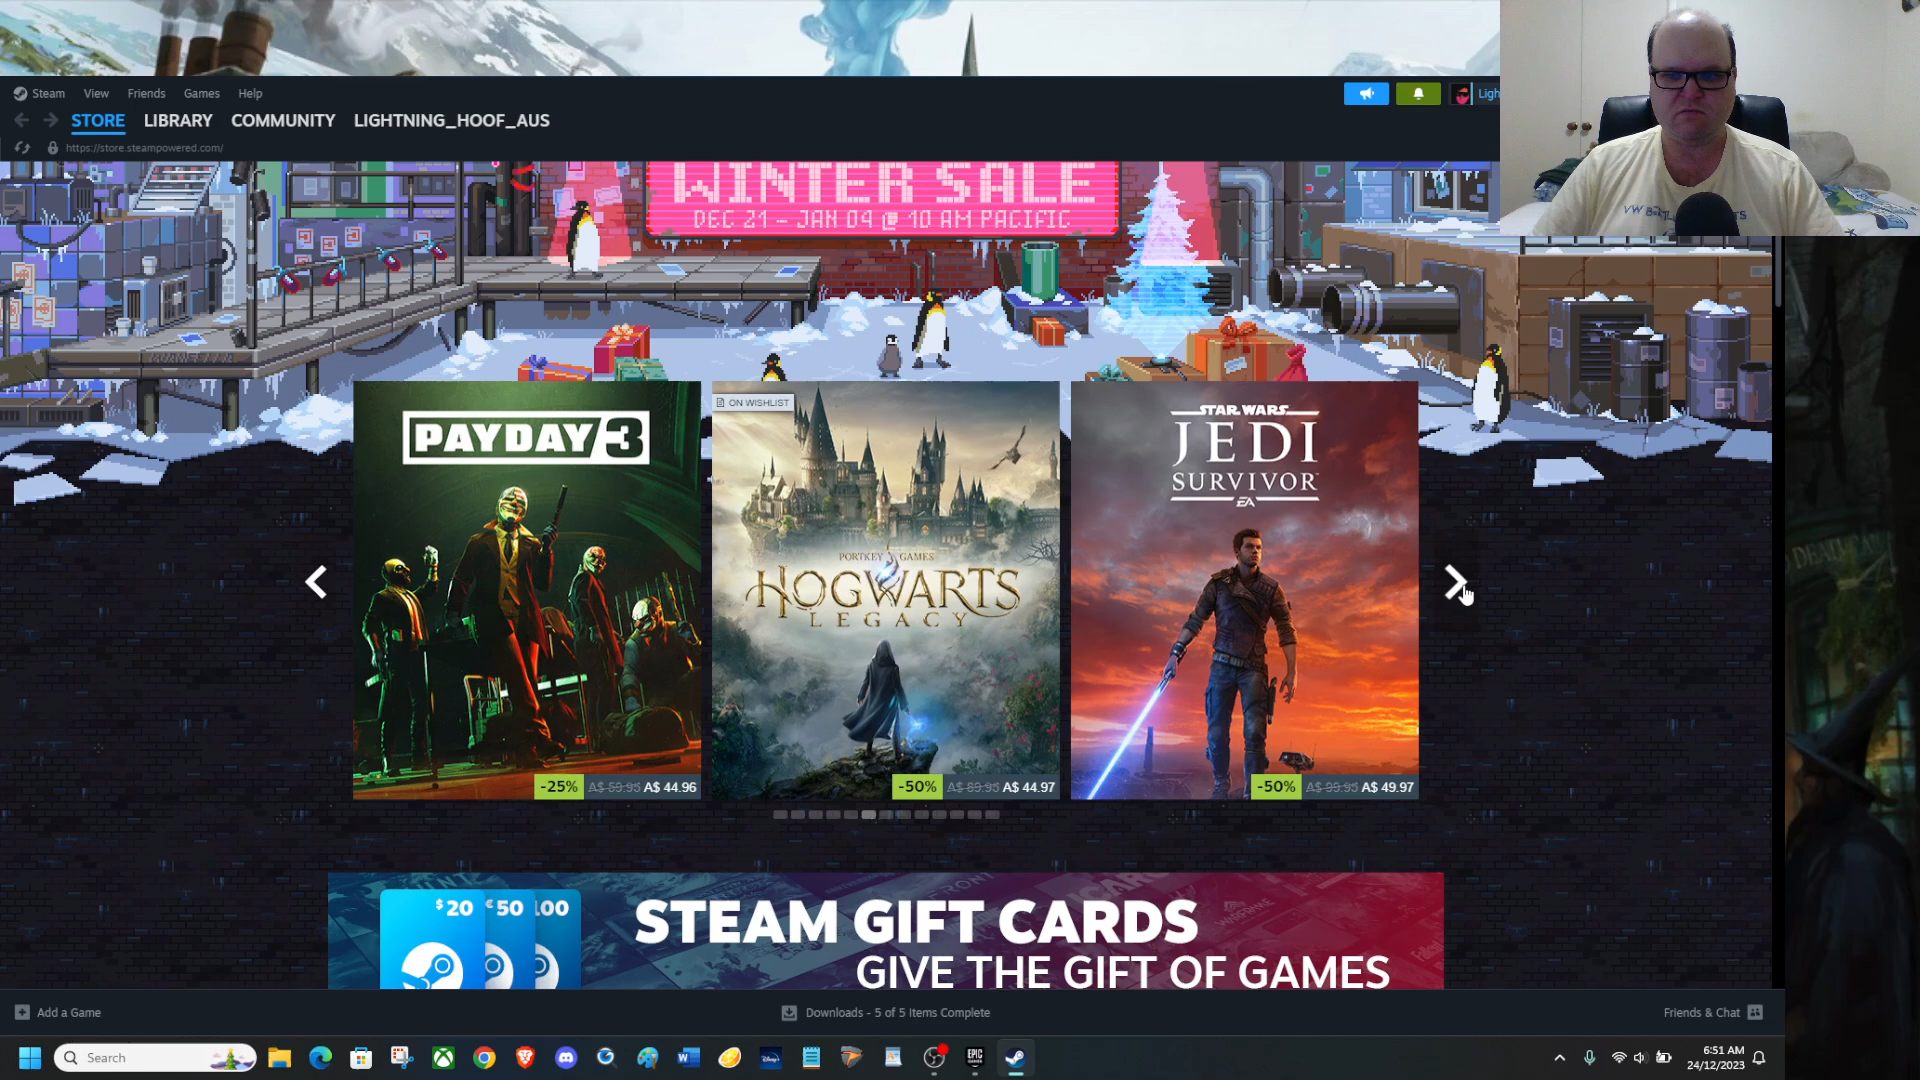 Steam View Friends Games Help
Ligh
STORE LIBRARY COMMUNITY LIGHTNING_HOOF_AUS
https://store.steampowered.com/
WINTER SALE
DEC 21 - JAN 04 @ 10 AM PACIFIC
PAYDAY 3
-25% A$ 59.95 A$ 44.96
ON WISHLIST
PORTKEY GAMES
HOGWARTS
LEGACY
-50% A$ 89.95 A$ 44.97
STAR WARS
JEDI
SURVIVOR
EA
-50% A$ 99.95 A$ 49.97
$20 €50 100
STEAM GIFT CARDS
GIVE THE GIFT OF GAMES
Add a Game
Downloads - 5 of 5 Items Complete
Friends & Chat
Search
EPIC
GAMES
6:51 AM
24/12/2023